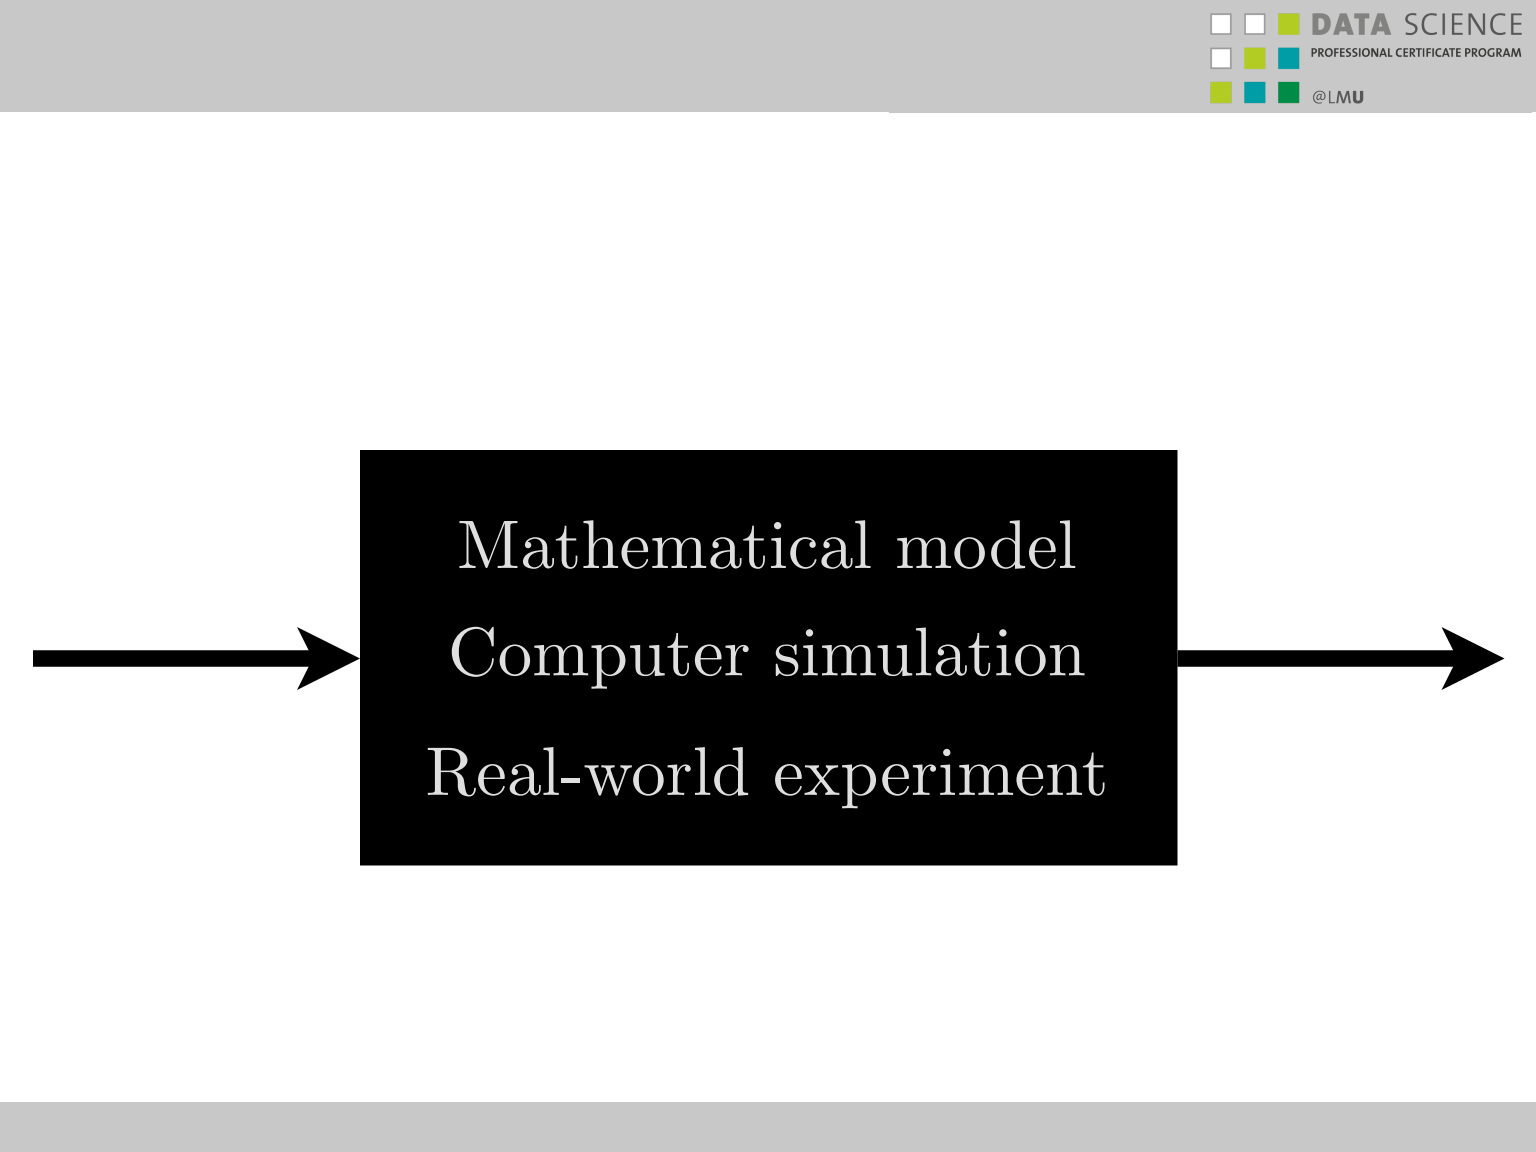 DATA SCIENCE
PROFESSIONAL CERTIFICATE PROGRAM
@LMU
Mathematical model
Computer simulation
Real-world experiment